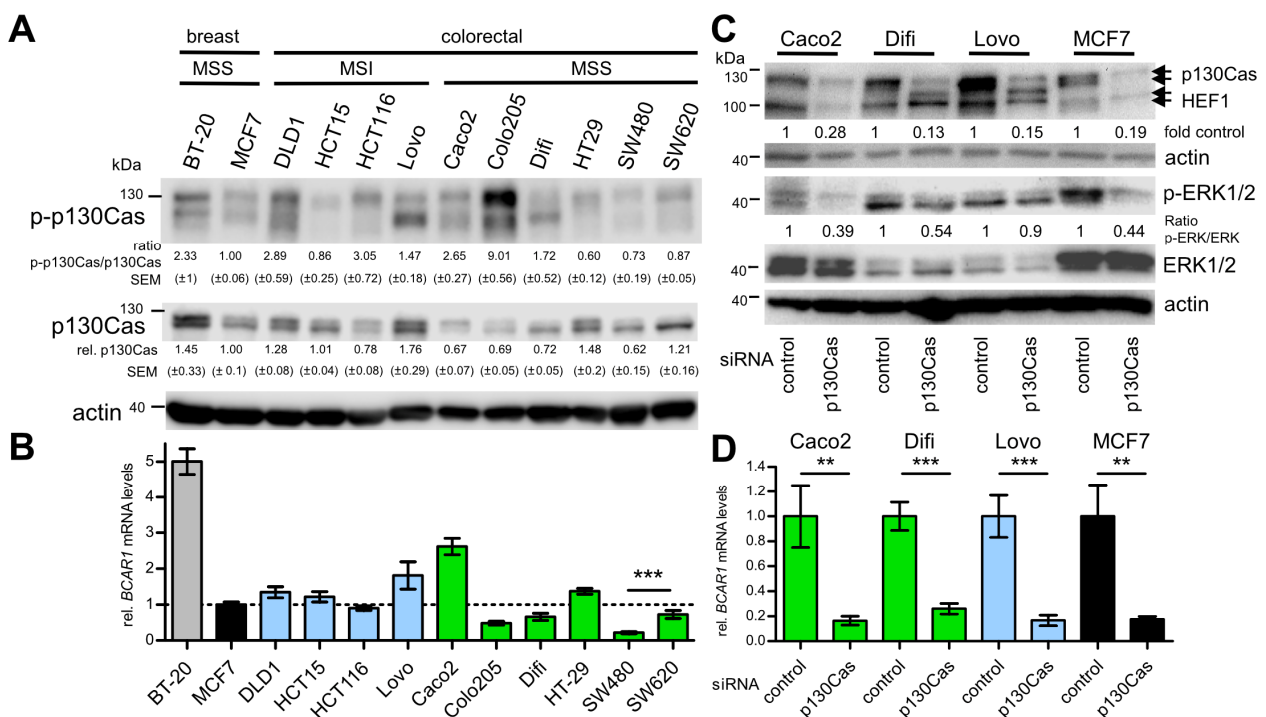 A
breast
colorectal
MSS
MSI
MSS
BT-20
MCF7
DLD1
HCT15
HCT116
Lovo
Caco2
Colo205
Difi
HT29
SW480
SW620
kDa
130
p-p130Cas
ratio
p-p130Cas/p130Cas
2.33 1.00 2.89 0.86 3.05 1.47 2.65 9.01 1.72 0.60 0.73 0.87
SEM (±1) (±0.06) (±0.59) (±0.25) (±0.72) (±0.18) (±0.27) (±0.56) (±0.52) (±0.12) (±0.19) (±0.05)
130
p130Cas
rel. p130Cas 1.45 1.00 1.28 1.01 0.78 1.76 0.67 0.69 0.72 1.48 0.62 1.21
SEM (±0.33) (± 0.1) (±0.08) (±0.04) (±0.08) (±0.29) (±0.07) (±0.05) (±0.05) (±0.2) (±0.15) (±0.16)
actin 40
B
rel. BCAR1 mRNA levels
5
4
3
2
1
0
***
BT-20
MCF7
DLD1
HCT15
HCT116
Lovo
Caco2
Colo205
Difi
HT-29
SW480
SW620
C
Caco2 Difi Lovo MCF7
kDa
130
p130Cas
100
HEF1
1 0.28 1 0.13 1 0.15 1 0.19 fold control
40 actin
40 p-ERK1/2
1 0.39 1 0.54 1 0.9 1 0.44
Ratio
p-ERK/ERK
40 ERK1/2
40
actin
siRNA
control
p130Cas
control
p130Cas
control
p130Cas
control
p130Cas
D
Caco2 Difi Lovo MCF7
** *** *** **
rel. BCAR1 mRNA levels
1.4
1.2
1.0
0.8
0.6
0.4
0.2
0.0
siRNA
control
p130Cas
control
p130Cas
control
p130Cas
control
p130Cas